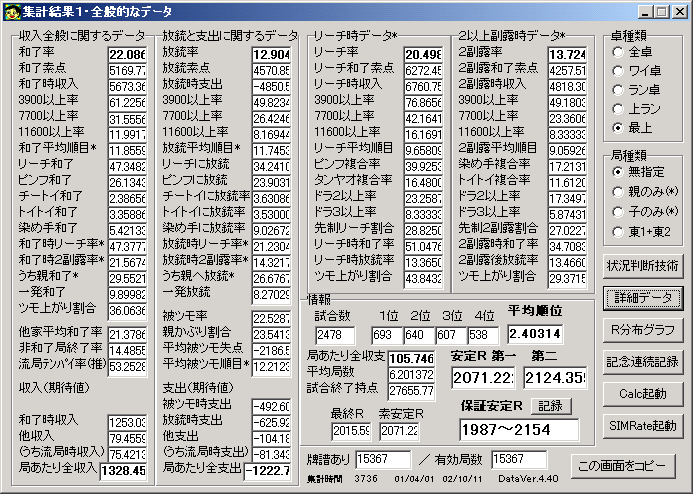 集計結果1・全般的なデータ
収入全般に関するデータ
和了率 22.086
和了素点 5169.77
和了時収入 5673.36
3900以上率 61.2256
7700以上率 31.5556
11600以上率 11.9917
和了平均順目* 11.8559
リーチ和了 47.3482
ピンフ和了 26.1343
チートイ和了 2.38656
トイトイ和了 3.35886
染め手和了 5.42134
和了時リーチ率* 47.3777
和了時2副露率* 21.5674
うち親和了* 29.5521
一発和了 9.89982
ツモ上がり割合 36.0636
他家平均和了率 21.3786
非和了局終了率 14.4855
流局テンパイ率(推) 53.2528
収入(期待値)
和了時収入 1253.03
他収入 79.4559
(うち流局時収入) 75.4213
局あたり全収入 1328.45
放銃と支出に関するデータ
放銃率 12.904
放銃素点 4570.85
放銃時支出 -4850.5
3900以上率 49.8234
7700以上率 26.4246
11600以上率 8.16944
放銃平均順目* 11.7453
リーチに放銃 34.2410
ピンフに放銃 23.9031
チートイに放銃率 3.63086
トイトイに放銃率 3.53000
染め手に放銃率 9.02672
放銃時リーチ率* 21.2304
放銃時2副露率* 14.3217
うち親へ放銃* 26.6767
一発放銃 8.27029
被ツモ率 22.5287
親かぶり割合 23.5413
平均被ツモ失点 -2186.5
平均被ツモ順目* 12.2123
支出(期待値)
被ツモ時支出 -492.60
放銃時支出 -625.92
他支出 -104.18
(うち流局時支出) -81.343
局あたり全支出 -1222.7
リーチ時データ*
リーチ率 20.498
リーチ和了素点 6272.45
リーチ時収入 6760.75
3900以上率 76.8656
7700以上率 42.1641
11600以上率 16.1691
リーチ平均順目 9.65809
ピンフ複合率 39.9253
タンヤオ複合率 16.4800
ドラ2以上率 23.2587
ドラ3以上率 8.33333
先制リーチ割合 28.8250
リーチ時和了率 51.0476
リーチ後放銃率 13.3650
ツモ上がり割合 43.8432
2以上副露時データ*
2副露率 13.724
2副露和了素点 4257.51
2副露時収入 4818.30
3900以上率 49.1803
7700以上率 23.3606
11600以上率 8.33333
2副露平均順目 9.05926
染め手複合率 17.2131
トイトイ複合率 11.6120
ドラ2以上率 17.3497
ドラ3以上率 5.87431
先制2副露割合 27.0227
2副露時和了率 34.7083
2副露後放銃率 13.4660
ツモ上がり割合 29.3715
情報
試合数 1位 2位 3位 4位 平均順位
2478 693 640 607 538 2.40314
局あたり全収支 105.746
平均局数 6.201372
試合終了持点 27655.77
安定R 第一 第二
2071.22 2124.35
最終R 素安定R
2015.59 2071.22
保証安定R 記録
1987～2154
牌譜あり 15367 / 有効局数 15367
集計時間 3736 01/04/01 02/10/11 DataVer.4.40
卓種類
全卓
ワイ卓
ラン卓
上ラン
最上
局種類
無指定
親のみ(*)
子のみ(*)
東1+東2
状況判断技術
詳細データ
R分布グラフ
記念連続記録
Calc起動
SIMRate起動
この画面をコピー